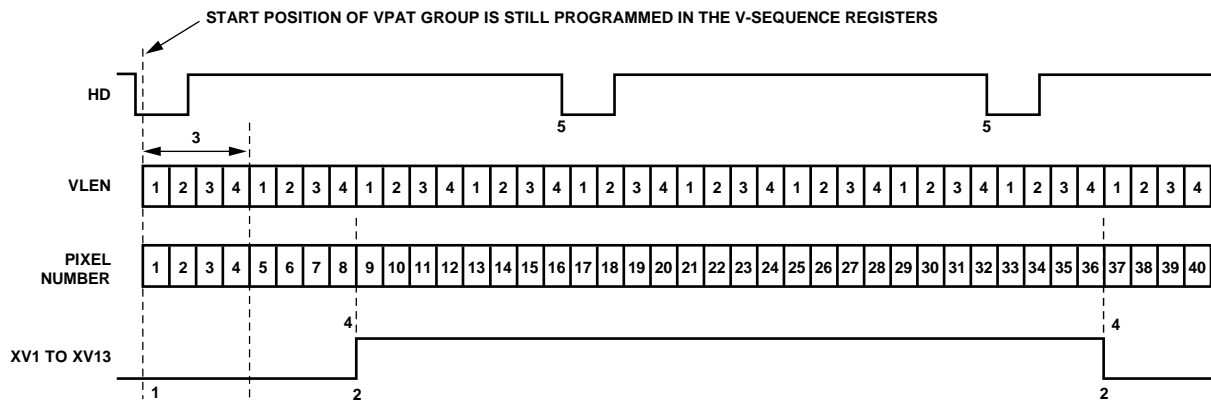 START POSITION OF VPAT GROUP IS STILL PROGRAMMED IN THE V-SEQUENCE REGISTERS
HD
5 5
3
VLEN 1 2 3 4 1 2 3 4 1 2 3 4 1 2 3 4 1 2 3 4 1 2 3 4 1 2 3 4 1 2 3 4 1 2 3 4 1 2 3 4
PIXEL
NUMBER
1 2 3 4 5 6 7 8 9 10 11 12 13 14 15 16 17 18 19 20 21 22 23 24 25 26 27 28 29 30 31 32 33 34 35 36 37 38 39 40
4 4
XV1 TO XV13
1 2 2